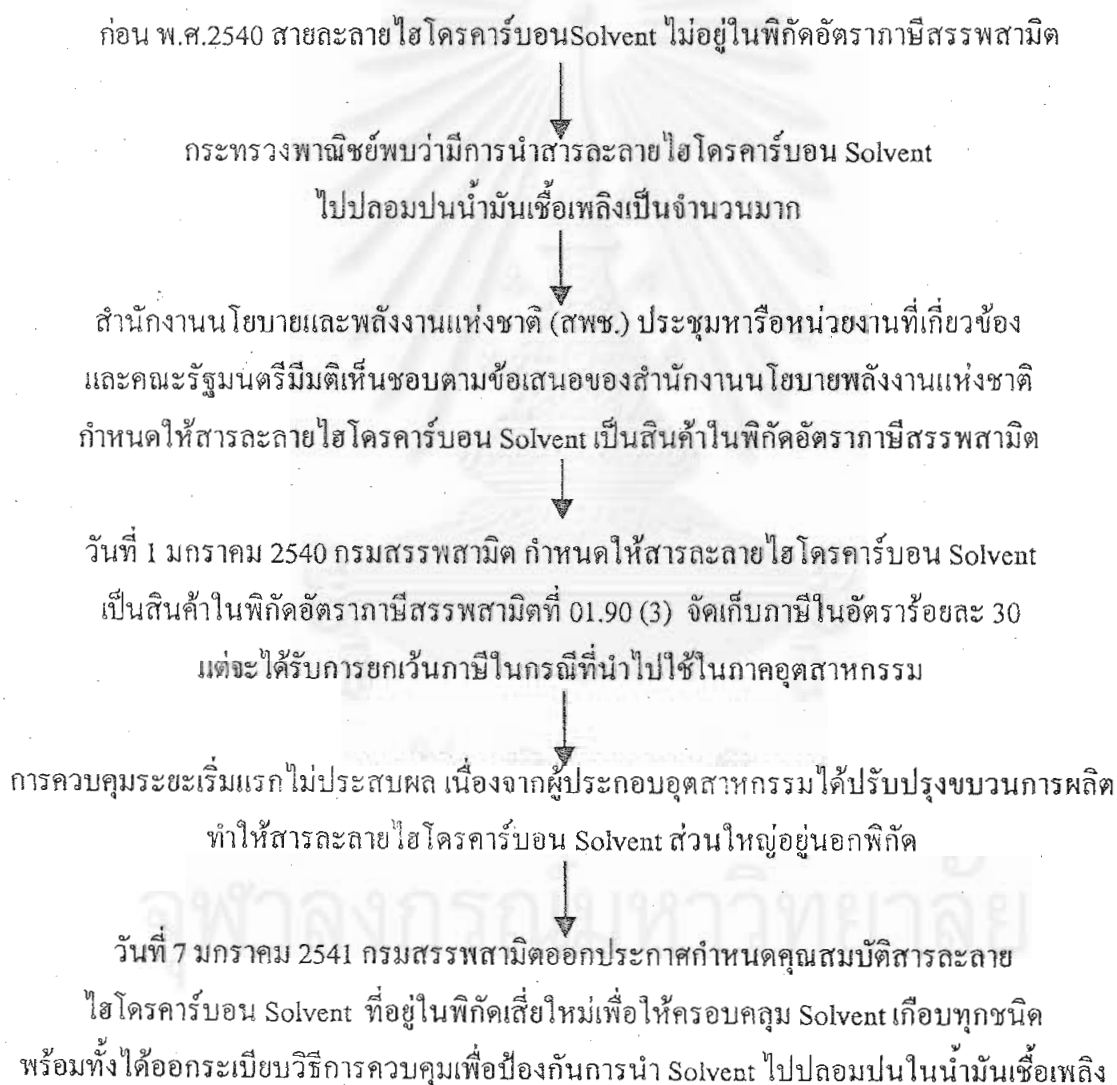 ก่อน พ.ศ.2540 สายละลายไฮโดรคาร์บอนSolvent ไม่อยู่ในพิกัดอัตราภาษีสรรพสามิต
กระทรวงพาณิชย์พบว่ามีการนำสารละลายไฮโดรคาร์บอน Solvent
ไปปลอมปนน้ำมันเชื้อเพลิงเป็นจำนวนมาก
สำนักงานนโยบายและพลังงานแห่งชาติ (สพช.) ประชุมหารือหน่วยงานที่เกี่ยวข้อง
และคณะรัฐมนตรีมีมติเห็นชอบตามข้อเสนอของสำนักงานนโยบายพลังงานแห่งชาติ
กำหนดให้สารละลายไฮโดรคาร์บอน Solvent เป็นสินค้าในพิกัดอัตราภาษีสรรพสามิต
วันที่ 1 มกราคม 2540 กรมสรรพสามิต กำหนดให้สารละลายไฮโดรคาร์บอน Solvent
เป็นสินค้าในพิกัดอัตราภาษีสรรพสามิตที่ 01.90 (3) จัดเก็บภาษีในอัตราร้อยละ 30
แต่จะได้รับการยกเว้นภาษีในกรณีที่นำไปใช้ในภาคอุตสาหกรรม
การควบคุมระยะเริ่มแรกไม่ประสบผล เนื่องจากผู้ประกอบอุตสาหกรรมได้ปรับปรุงขบวนการผลิต
ทำให้สารละลายไฮโดรคาร์บอน Solvent ส่วนใหญ่อยู่นอกพิกัด
จุฬาลงกรณ์มหาวิทยาลัย
วันที่ 7 มกราคม 2541 กรมสรรพสามิตออกประกาศกำหนดคุณสมบัติสารละลาย
ไฮโดรคาร์บอน Solvent ที่อยู่ในพิกัดเสียใหม่เพื่อให้ครอบคลุม Solvent เกือบทุกชนิด
พร้อมทั้งได้ออกระเบียบวิธีการควบคุมเพื่อป้องกันการนำ Solvent ไปปลอมปนในน้ำมันเชื้อเพลิง